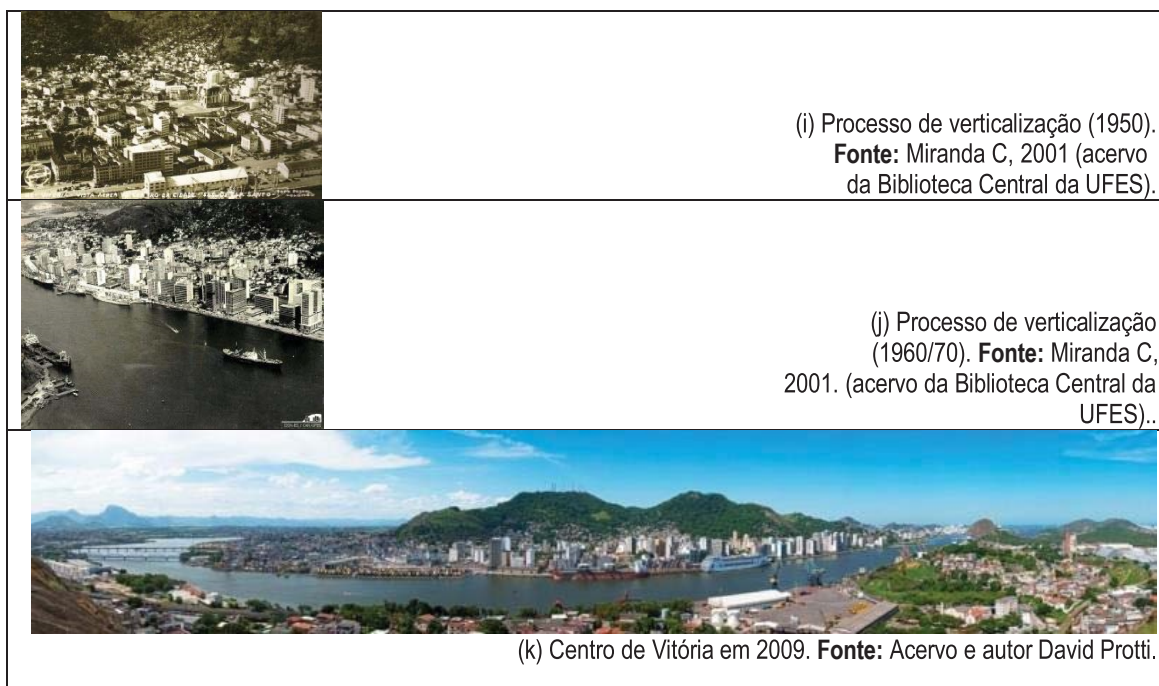 (i) Processo de verticalização (1950).
Fonte: Miranda C, 2001 (acervo
da Biblioteca Central da UFES).
(j) Processo de verticalização
(1960/70). Fonte: Miranda C,
2001. (acervo da Biblioteca Central da
UFES)..
(k) Centro de Vitória em 2009. Fonte: Acervo e autor David Protti.